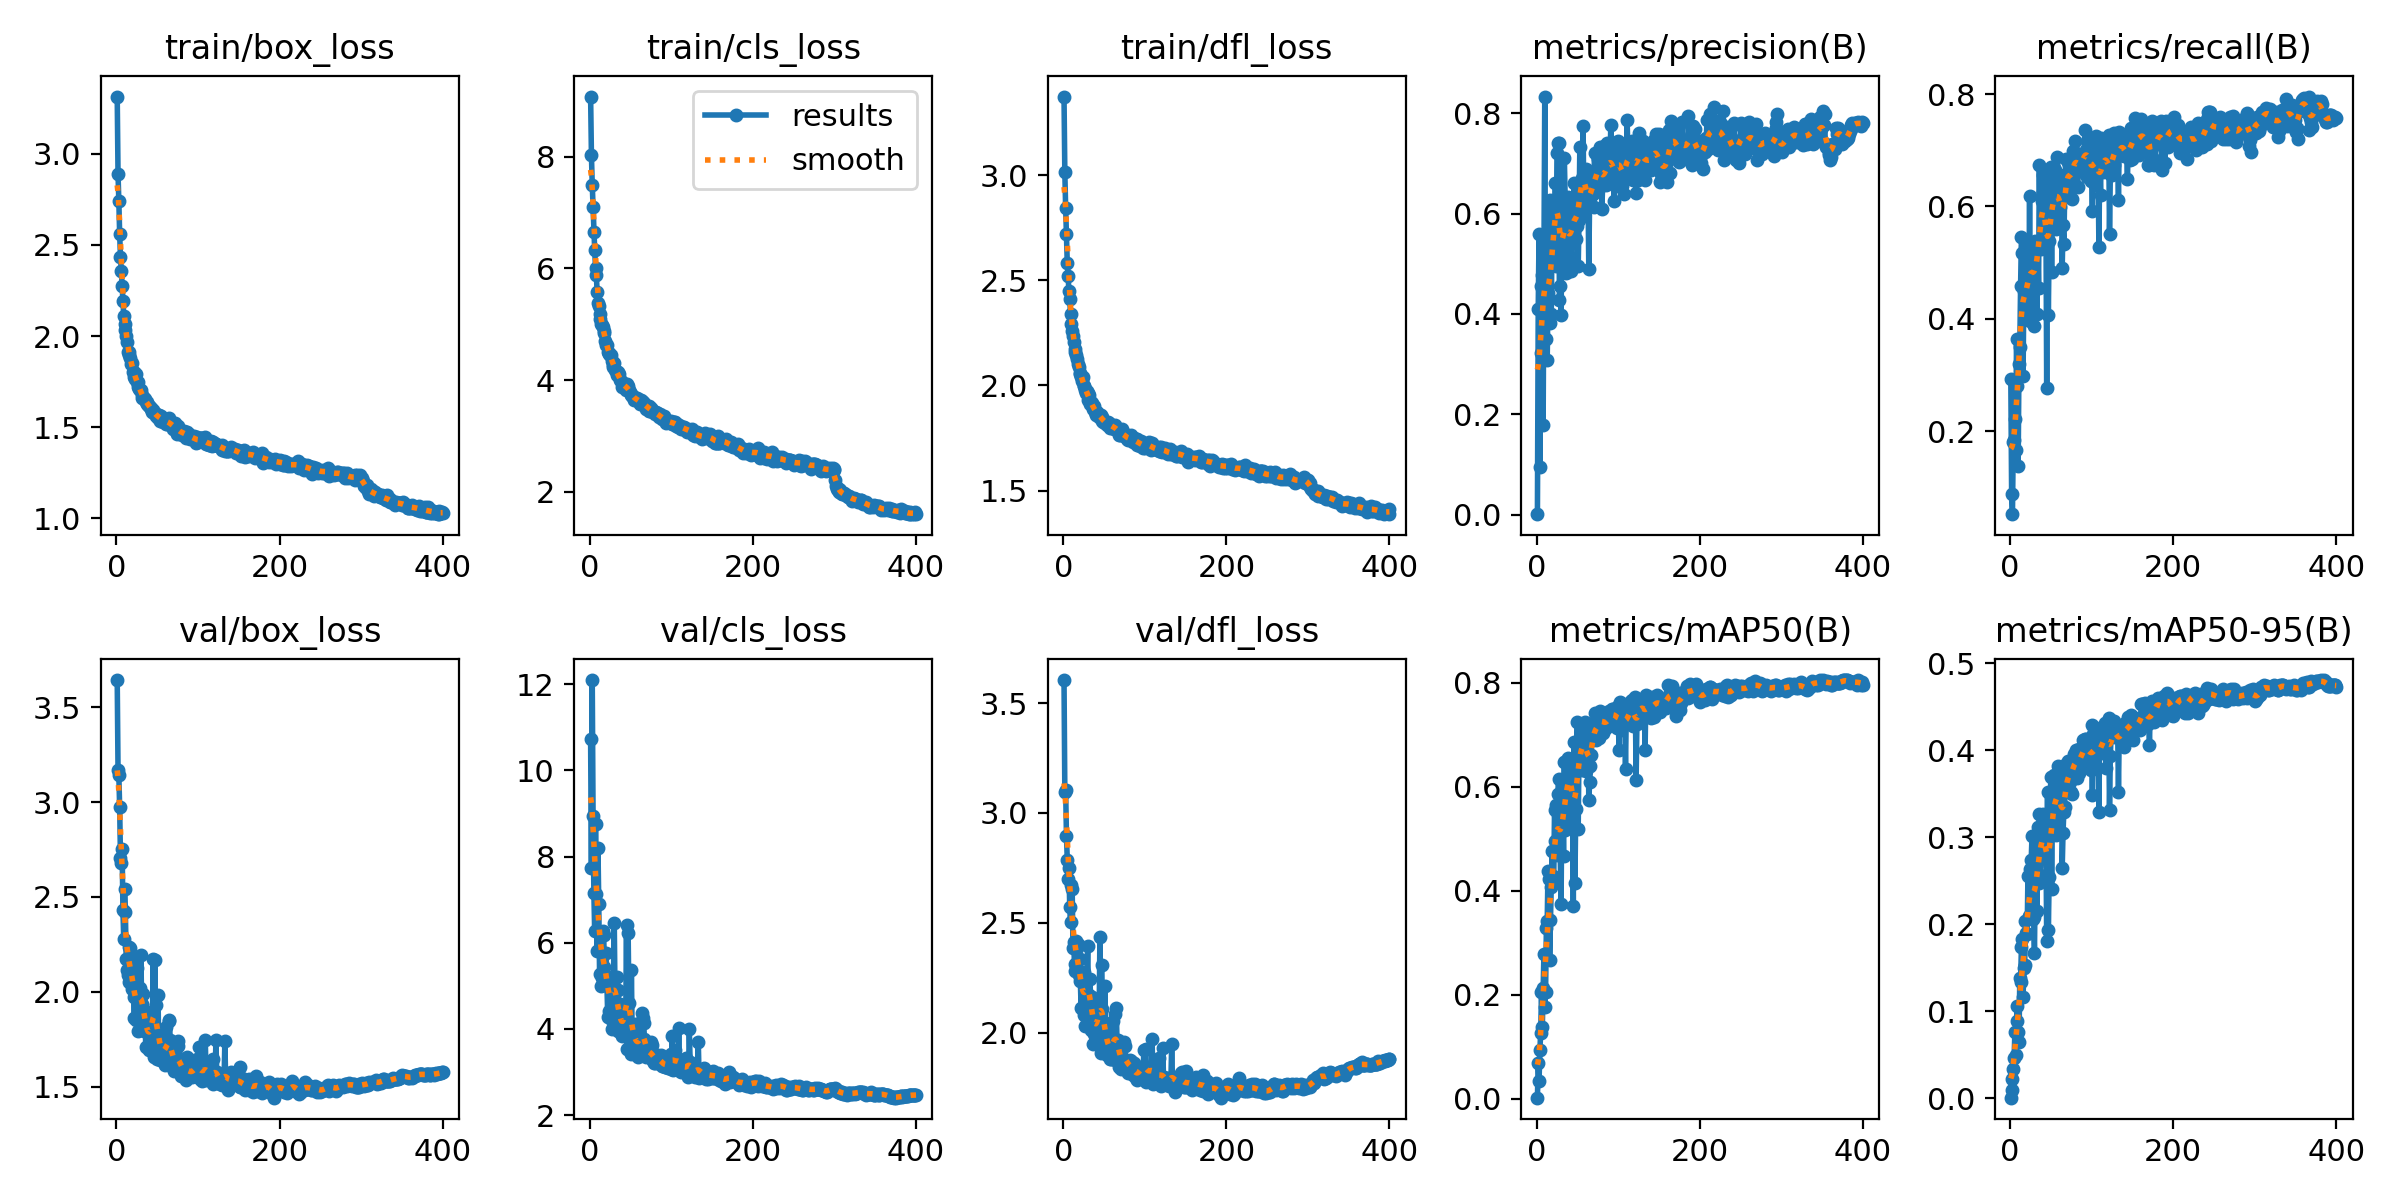 train/box_loss
3.0
2.5
2.0
1.5
1.0
0 200 400
train/cls_loss
results
smooth
8
6
4
2
0 200 400
train/dfl_loss
3.0
2.5
2.0
1.5
0 200 400
metrics/precision(B)
0.8
0.6
0.4
0.2
0.0
0 200 400
metrics/recall(B)
0.8
0.6
0.4
0.2
0 200 400
val/box_loss
3.5
3.0
2.5
2.0
1.5
0 200 400
val/cls_loss
12
10
8
6
4
2
0 200 400
val/dfl_loss
3.5
3.0
2.5
2.0
0 200 400
metrics/mAP50(B)
0.8
0.6
0.4
0.2
0.0
0 200 400
metrics/mAP50-95(B)
0.5
0.4
0.3
0.2
0.1
0.0
0 200 400